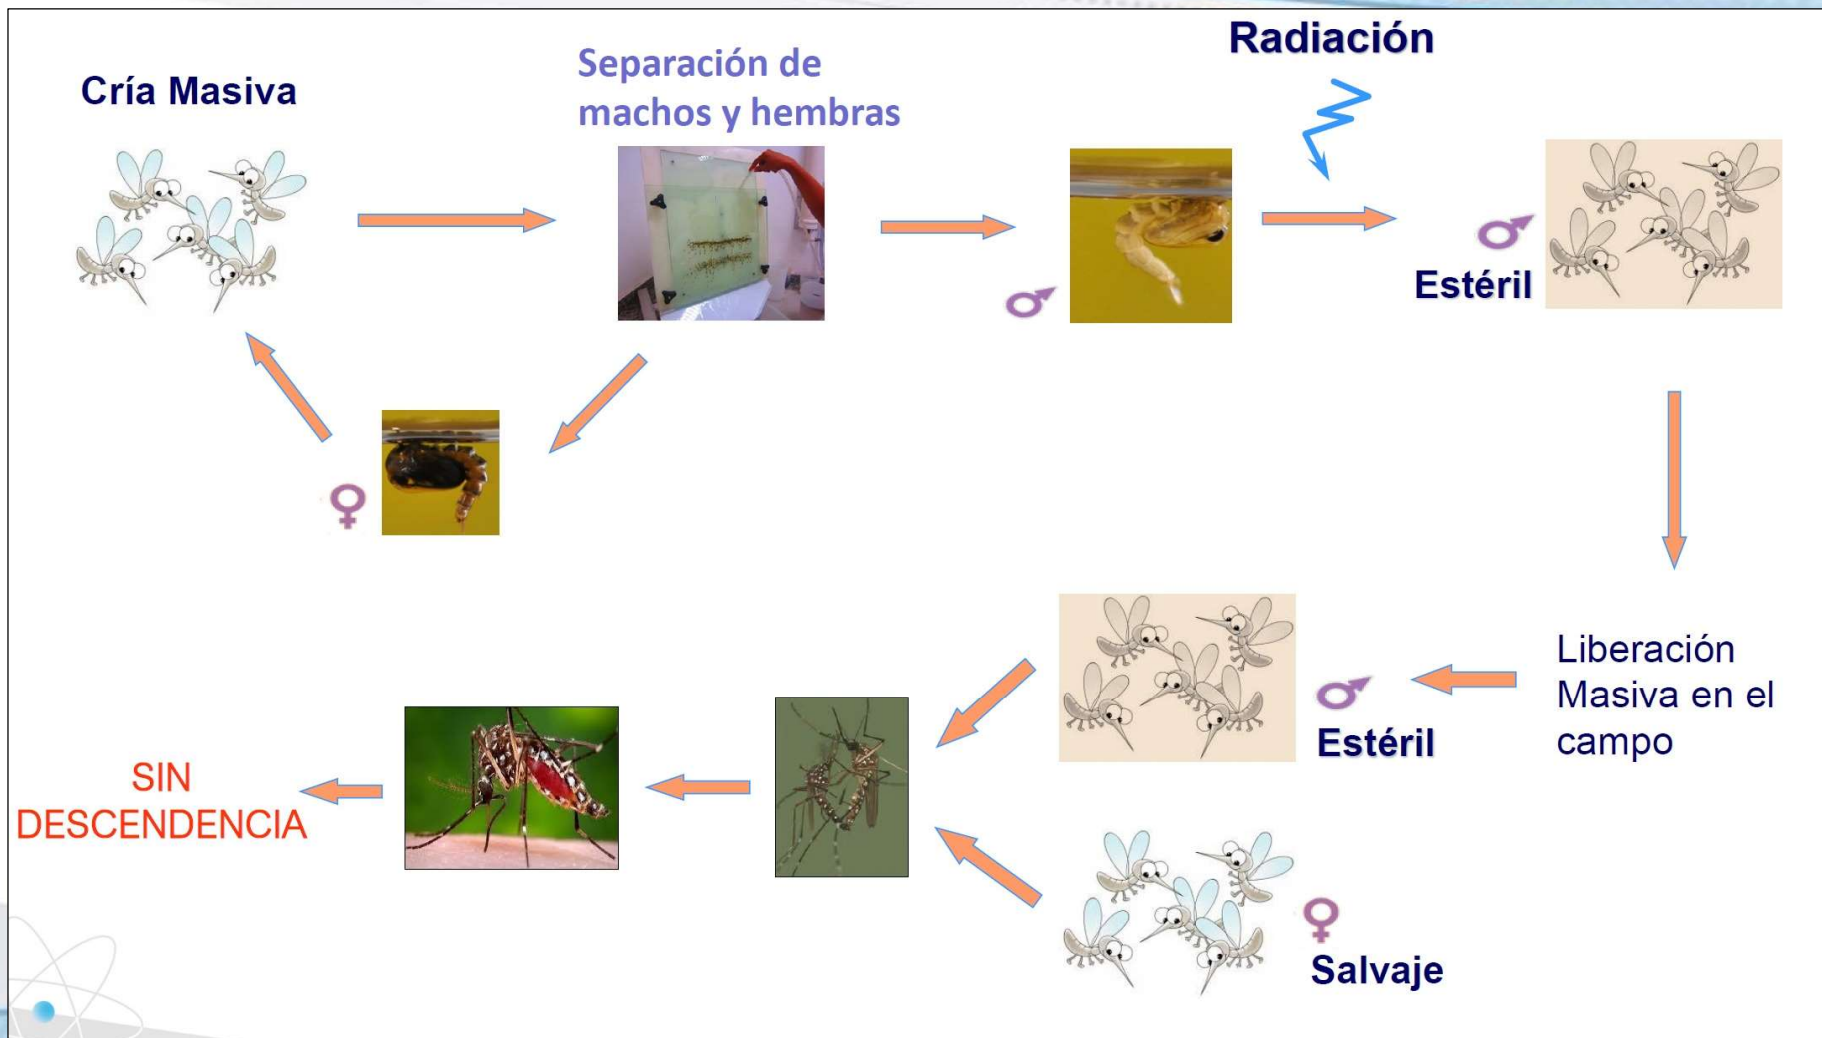 Cría Masiva
Separación de
machos y hembras
Radiación
Estéril
Liberación
Masiva en el
campo
Estéril
Salvaje
SIN
DESCENDENCIA